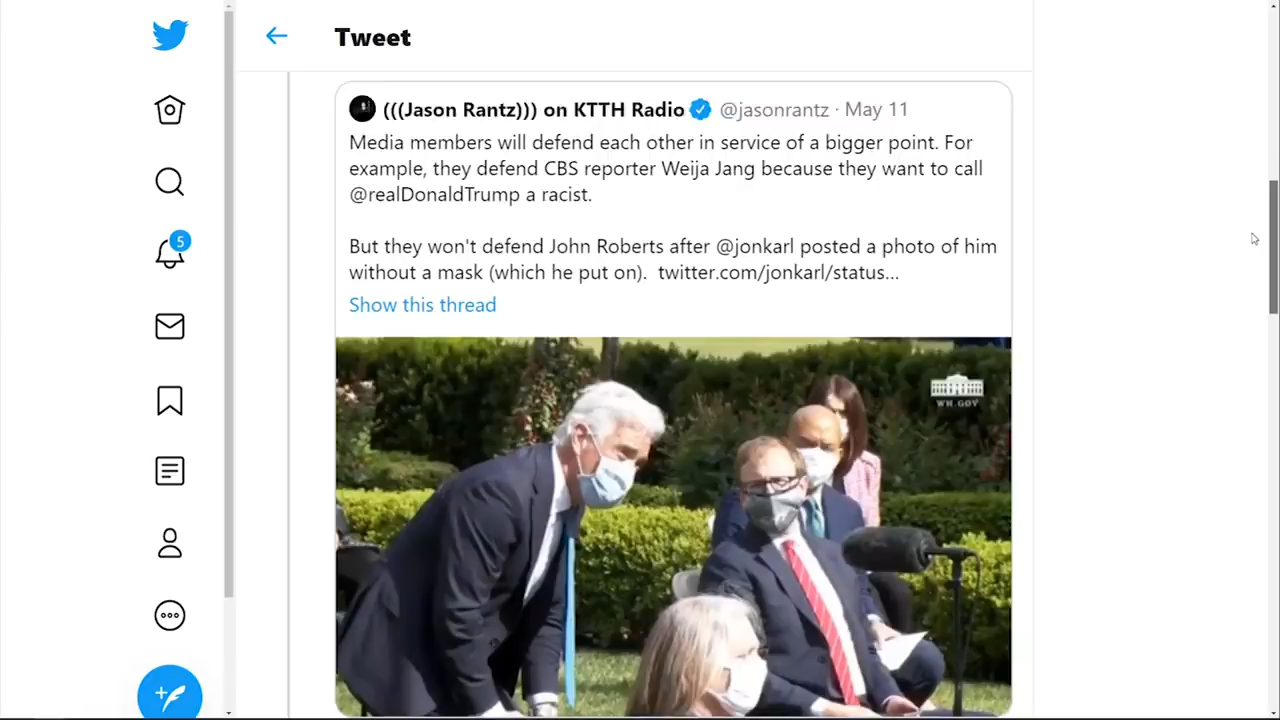 Tweet
(((Jason Rantz))) on KTTH Radio @jasonrantz · May 11
Media members will defend each other in service of a bigger point. For
example, they defend CBS reporter Weija Jang because they want to call
@realDonaldTrump a racist.
But they won't defend John Roberts after @jonkarl posted a photo of him
without a mask (which he put on). twitter.com/jonkarl/status...
Show this thread
5
WH.GOV